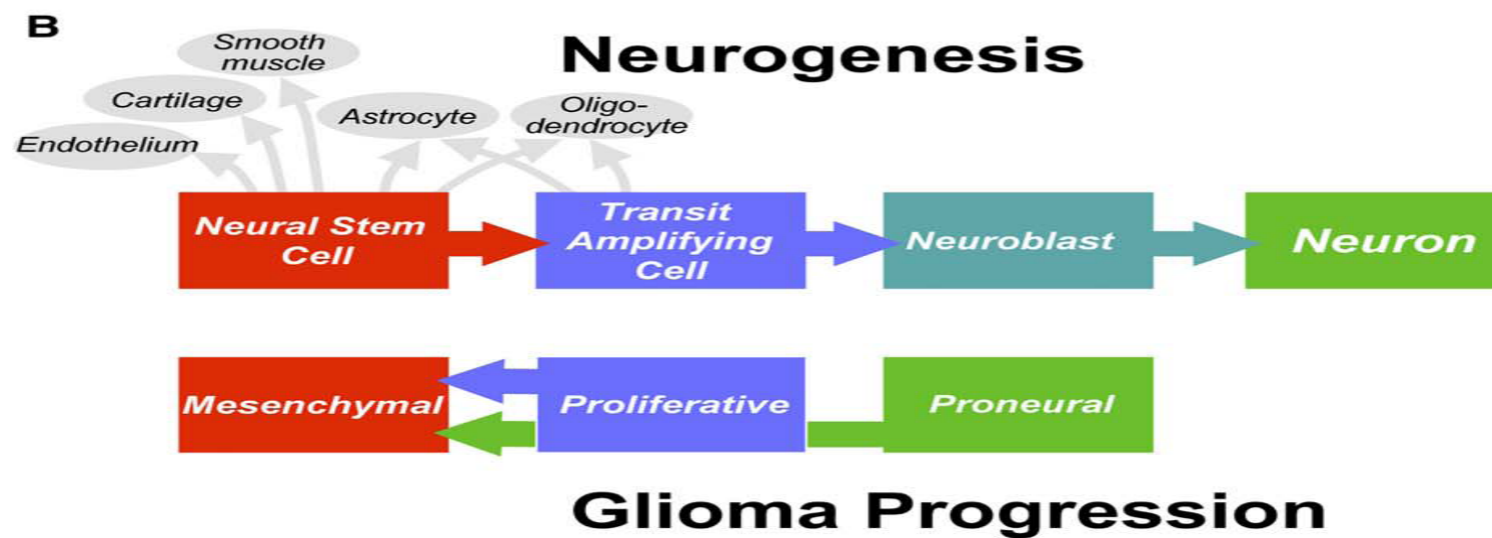 B
Neurogenesis
Smooth
muscle
Cartilage
Astrocyte
Oligo-
dendrocyte
Endothelium
Neural Stem
Cell
Transit
Amplifying
Cell
Neuroblast
Neuron
Mesenchymal
Proliferative
Proneural
Glioma Progression